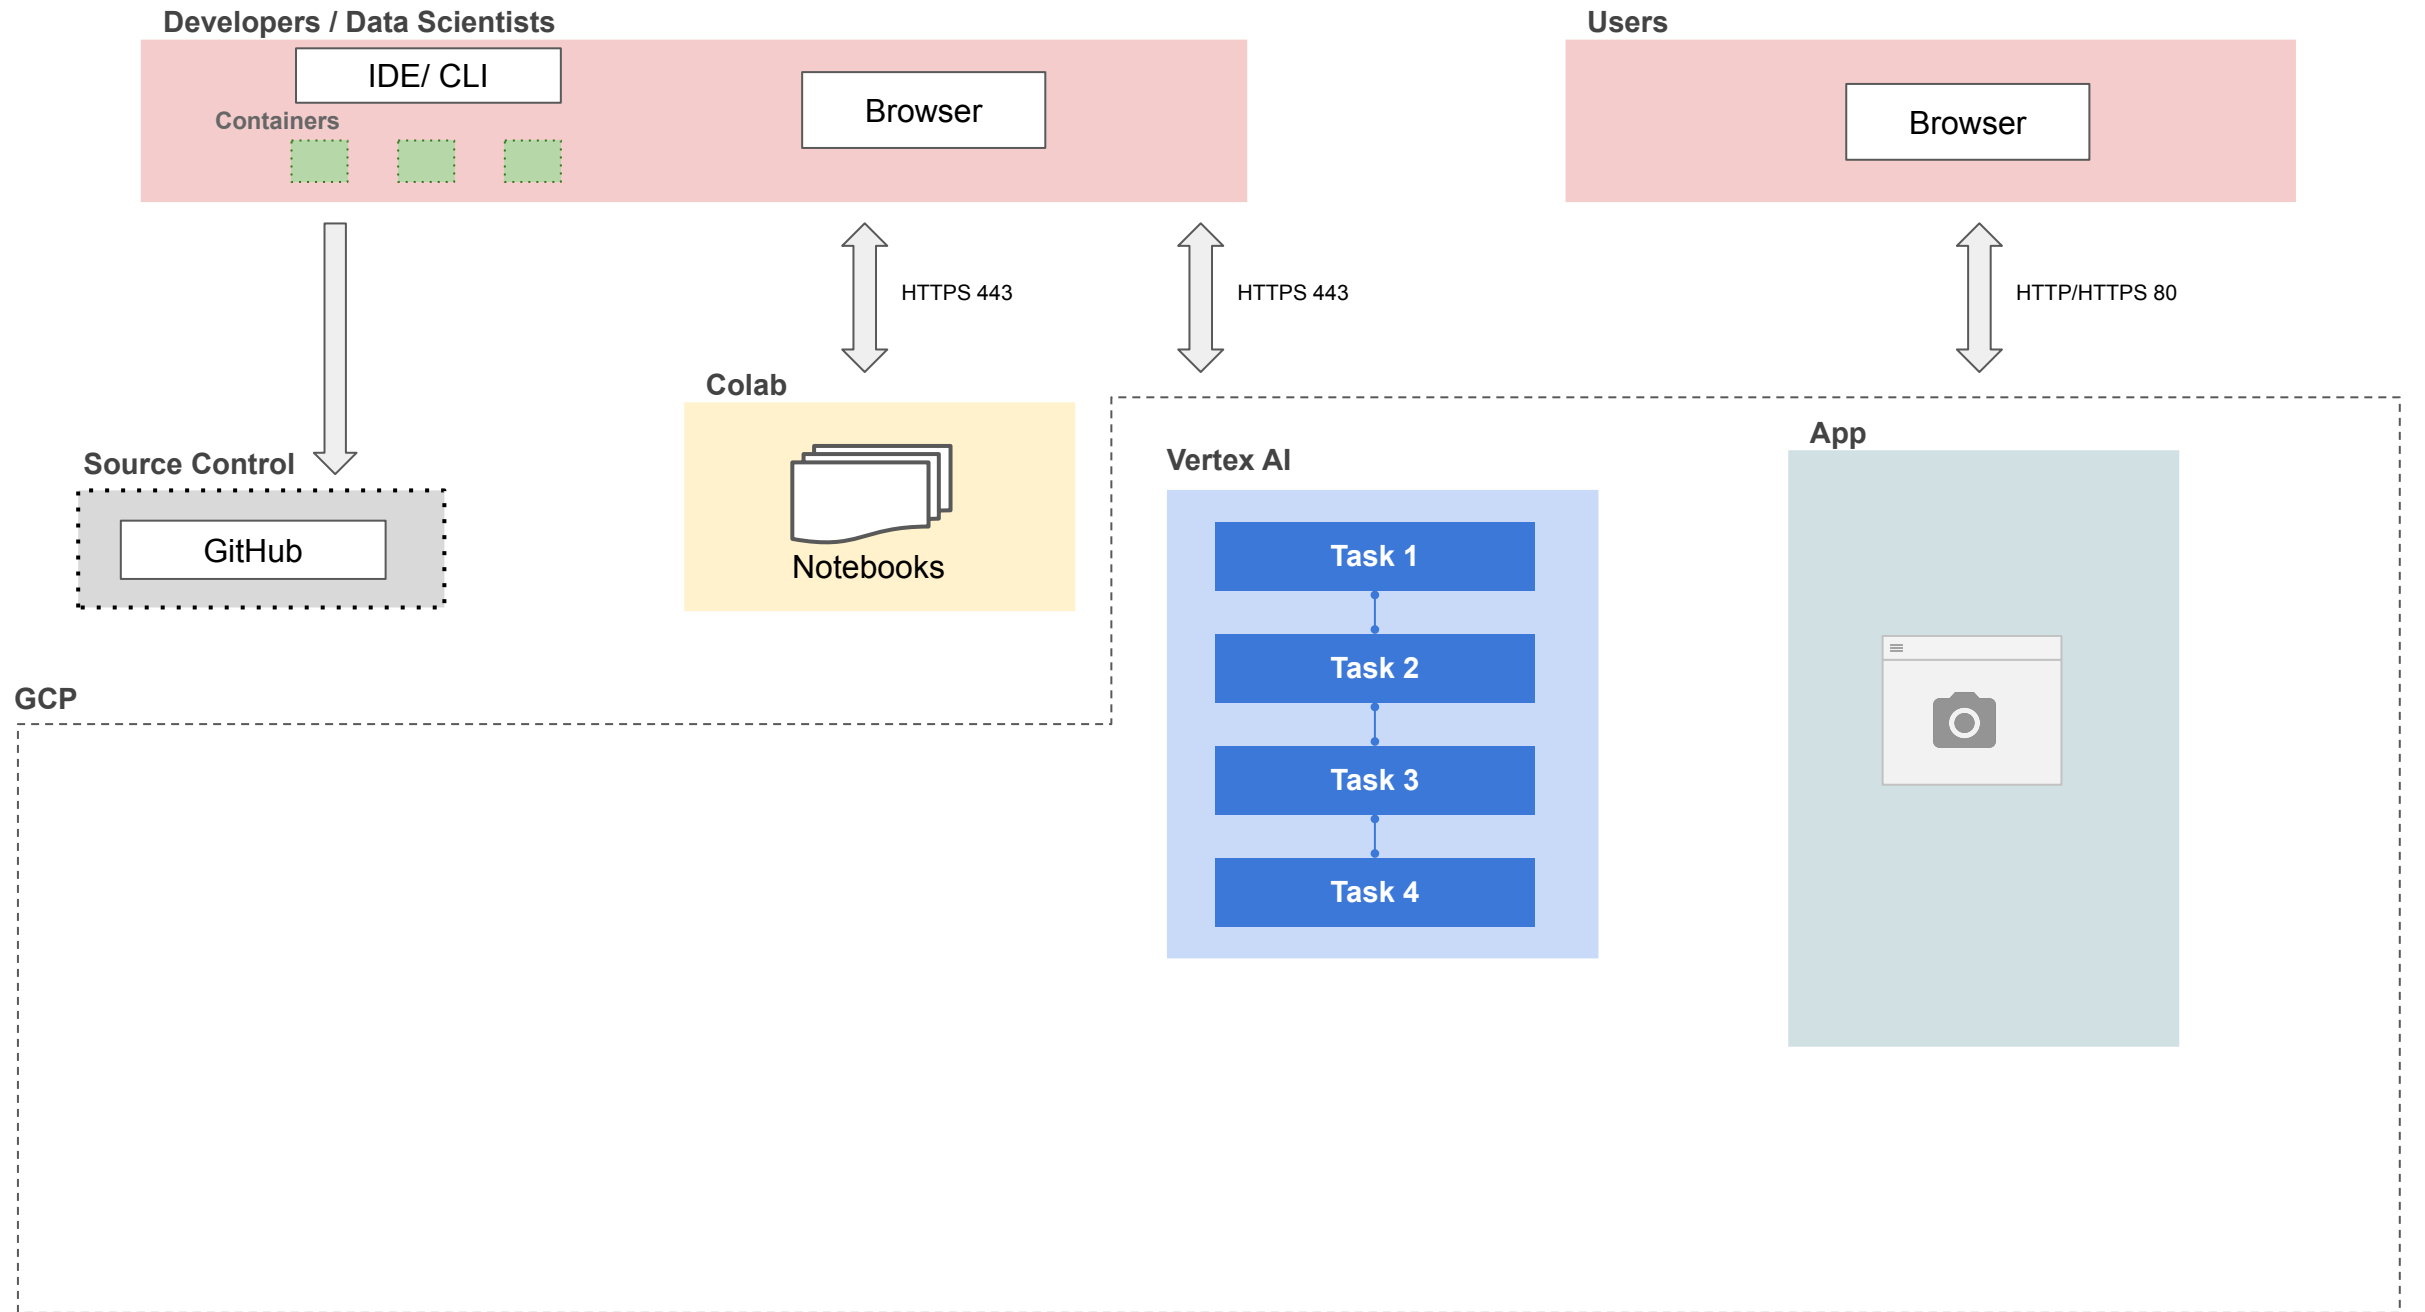 Developers / Data Scientists
Users
IDE/ CLI
Browser
Browser
Containers
HTTPS 443
HTTPS 443
HTTP/HTTPS 80
Colab
App
Source Control
Vertex AI
GitHub
Notebooks
Task 1
Task 2
GCP
Task 3
Task 4